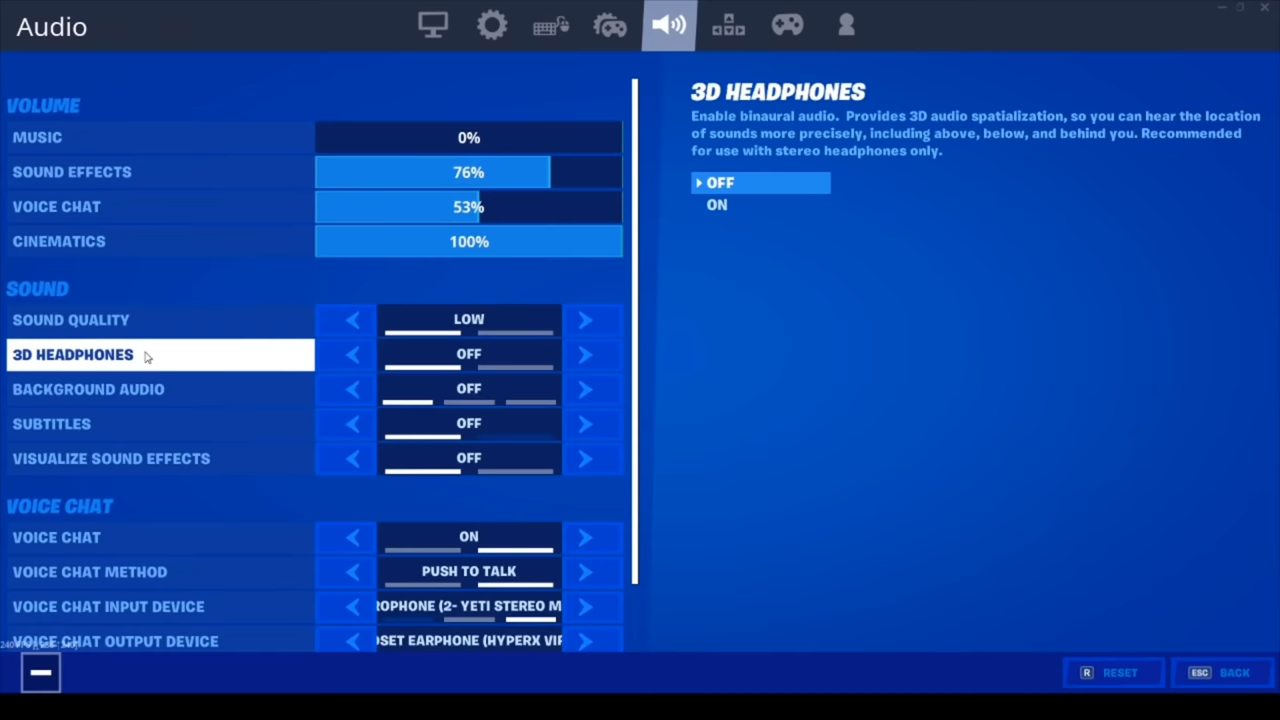 Audio
VOLUME
MUSIC 0%
SOUND EFFECTS 76%
VOICE CHAT 53%
CINEMATICS 100%
SOUND
SOUND QUALITY LOW
3D HEADPHONES OFF
BACKGROUND AUDIO OFF
SUBTITLES OFF
VISUALIZE SOUND EFFECTS OFF
VOICE CHAT
VOICE CHAT ON
VOICE CHAT METHOD PUSH TO TALK
VOICE CHAT INPUT DEVICE ROPHONE (2- YETI STEREO M
VOICE CHAT OUTPUT DEVICE DSET EARPHONE (HYPERX VIR
3D HEADPHONES
Enable binaural audio. Provides 3D audio spatialization, so you can hear the location
of sounds more precisely, including above, below, and behind you. Recommended
for use with stereo headphones only.
OFF
ON
R RESET
ESC BACK